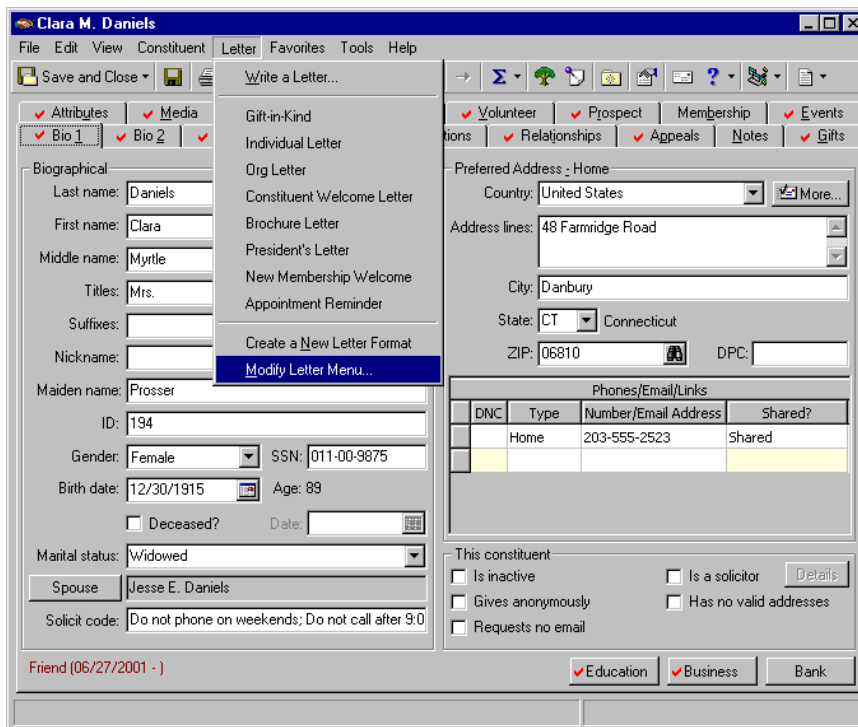 Clara M. Daniels
File Edit View Constituent Letter Favorites Tools Help
Save and Close
Write a Letter...
Gift-in-Kind
Individual Letter
Org Letter
Constituent Welcome Letter
Brochure Letter
President's Letter
New Membership Welcome
Appointment Reminder
Create a New Letter Format
Modify Letter Menu...
Attributes Media Volunteer Prospect Membership Events
Bio 1 Bio 2 tions Relationships Appeals Notes Gifts
Biographical
Last name: Daniels
First name: Clara
Middle name: Myrtle
Titles: Mrs.
Suffixes:
Nickname:
Maiden name: Prosser
ID: 194
Gender: Female SSN: 011-00-9875
Birth date: 12/30/1915 Age: 89
Deceased? Date:
Marital status: Widowed
Spouse Jesse E. Daniels
Solicit code: Do not phone on weekends; Do not call after 9:0
Preferred Address - Home
Country: United States More...
Address lines: 48 Farmridge Road
City: Danbury
State: CT Connecticut
ZIP: 06810 DPC:
Phones/Email/Links
DNC Type Number/Email Address Shared?
Home 203-555-2523 Shared
This constituent
Is inactive Is a solicitor Details
Gives anonymously Has no valid addresses
Requests no email
Friend (06/27/2001 - )
Education Business Bank